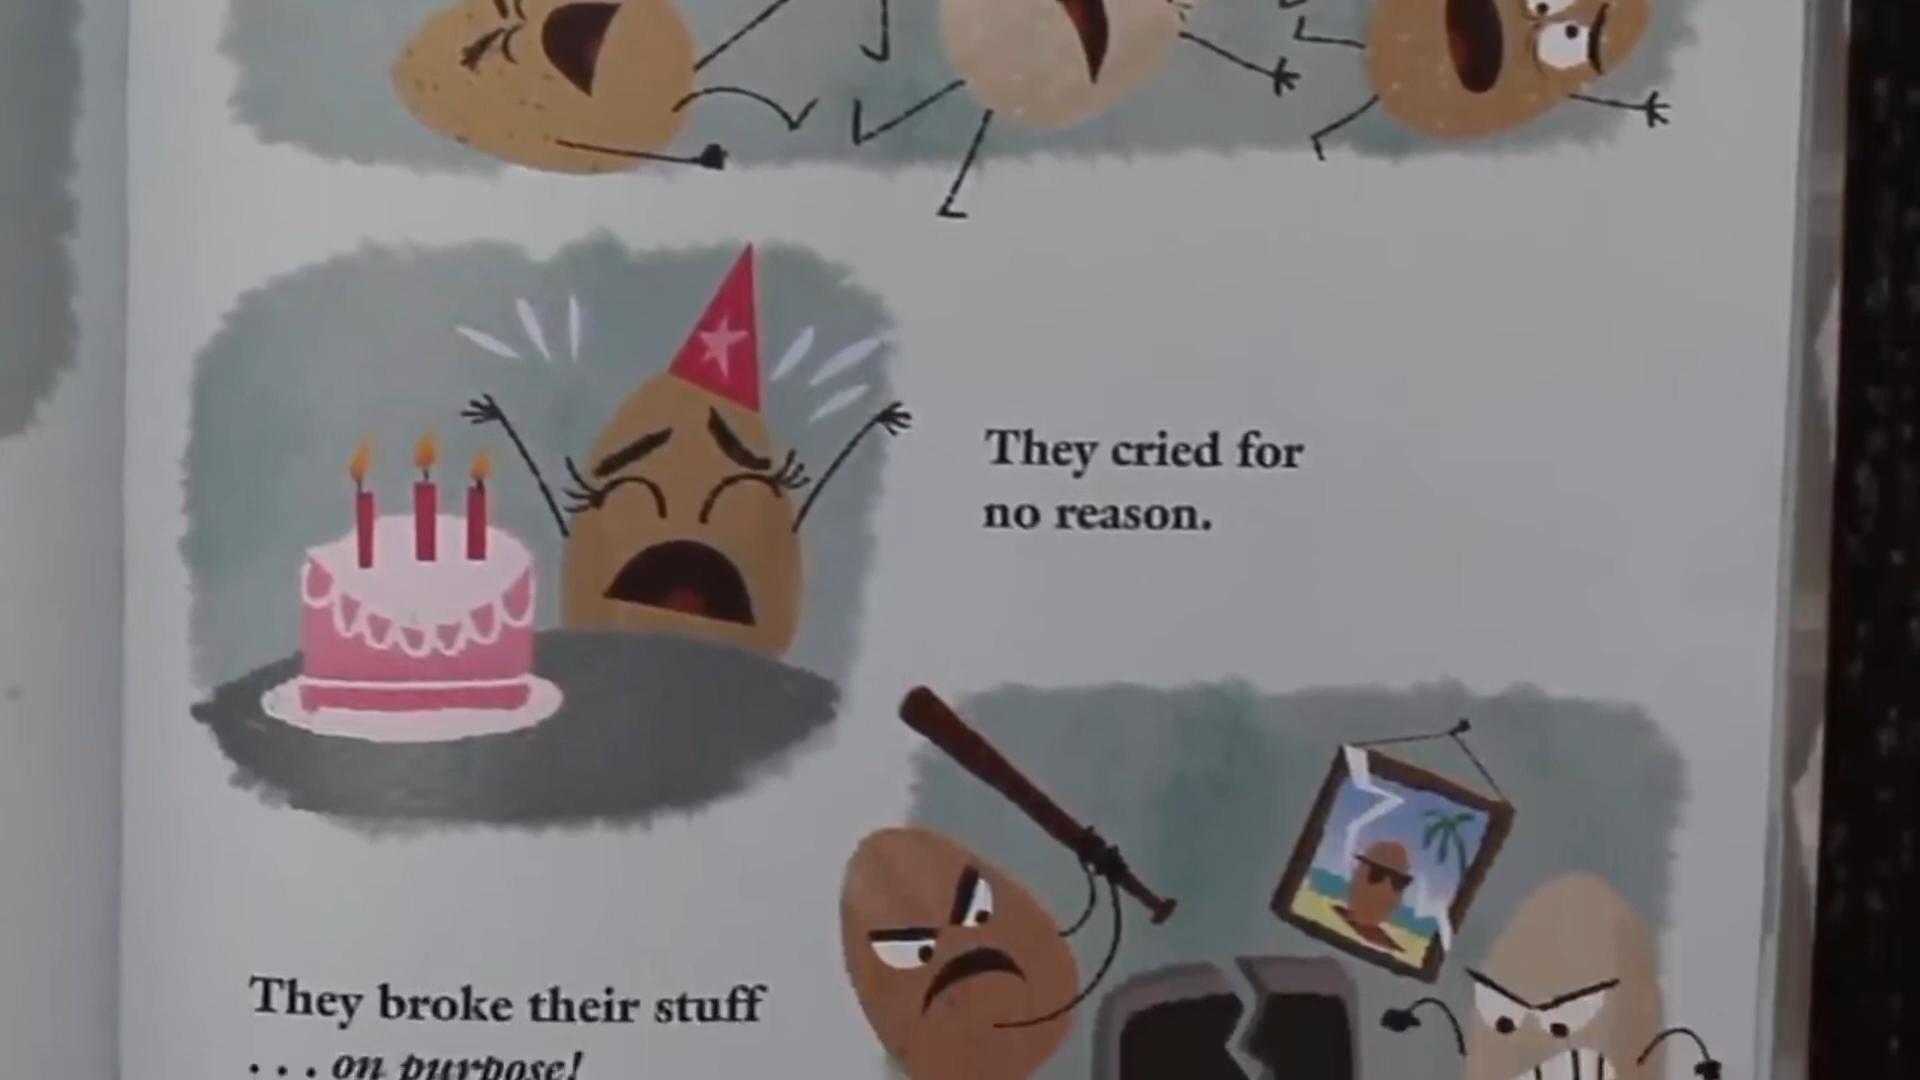 They cried for
no reason.
They broke their stuff
. . . on purpose!